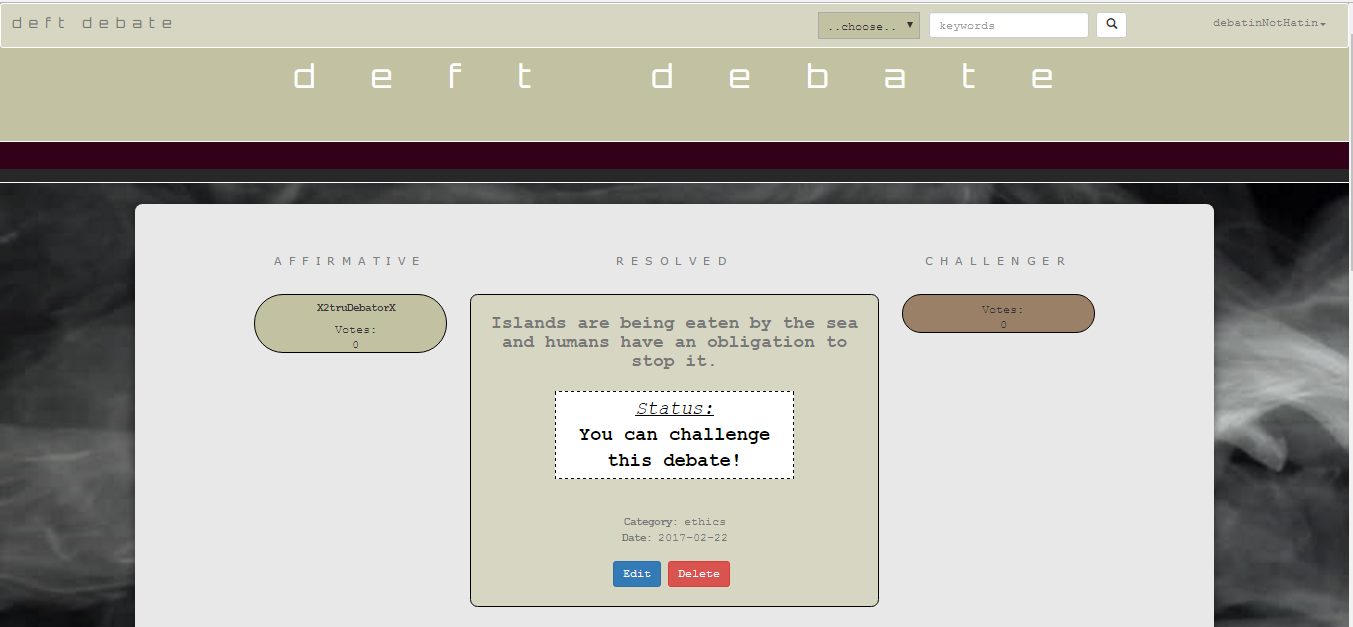 deft debate
..choose..
keywords
debatinNotHatin
deft debate
AFFIRMATIVE
RESOLVED
CHALLENGER
X2truDebatorX
Votes:
0
Islands are being eaten by the sea
and humans have an obligation to
stop it.
Status:
You can challenge
this debate!
Category: ethics
Date: 2017-02-22
Edit
Delete
Votes:
0